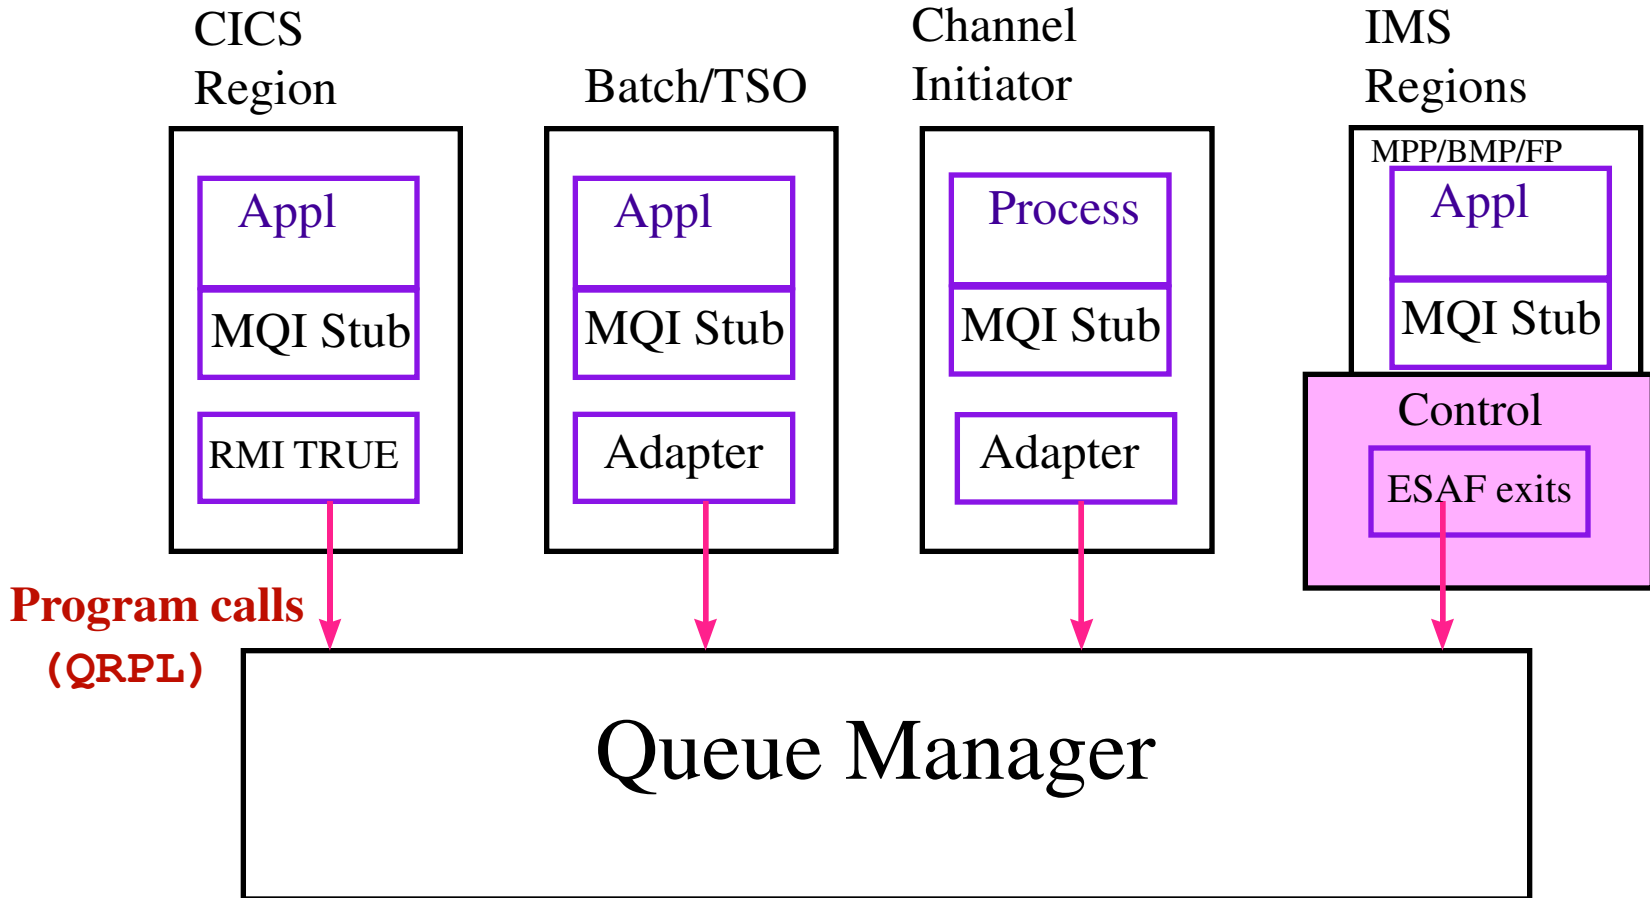 CICS
Region
Batch/TSO
Channel
Initiator
IMS
Regions
Appl
MQI Stub
RMI TRUE
Appl
MQI Stub
Adapter
Process
MQI Stub
Adapter
MPP/BMP/FP
Appl
MQI Stub
Control
ESAF exits
Program calls
(QRPL)
Queue Manager